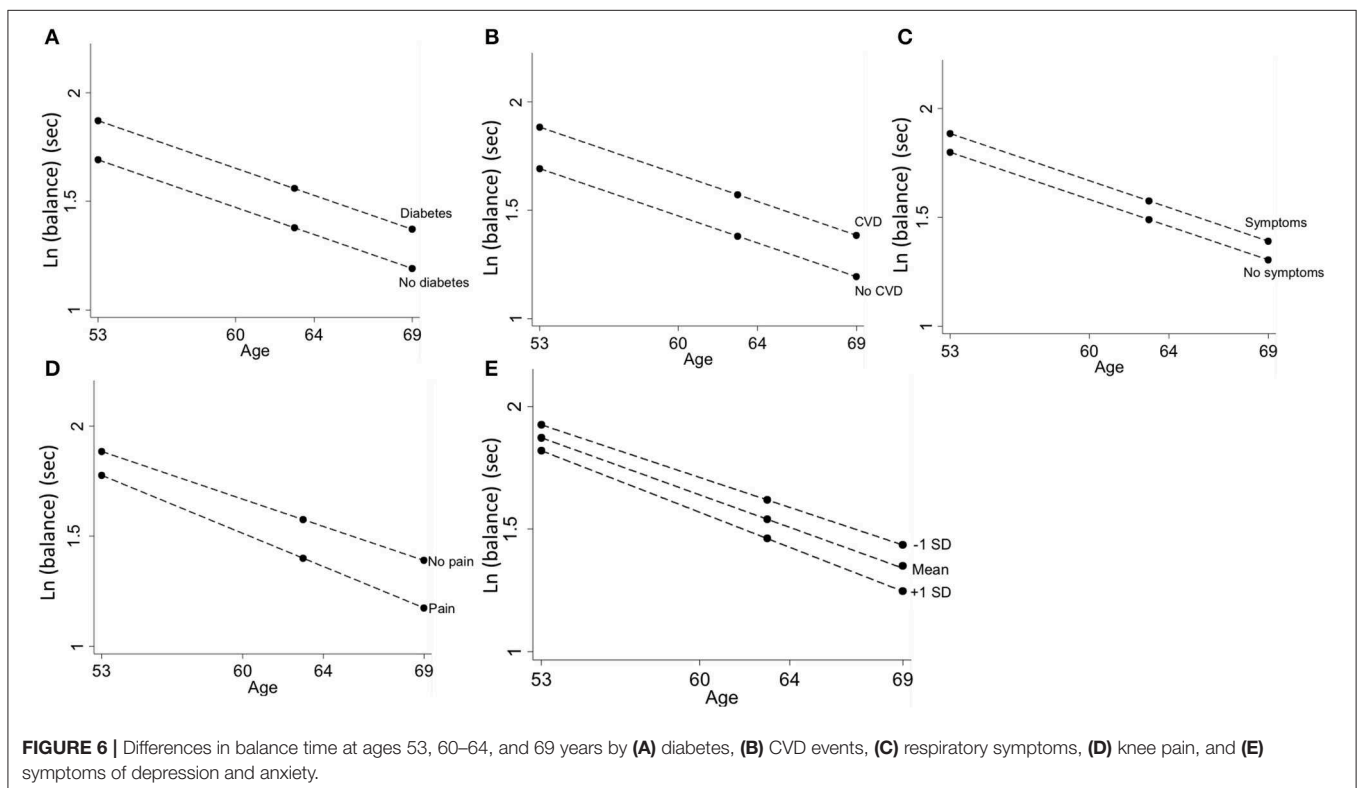 A
Ln (balance) (sec)
2
1.5
1
Diabetes
No diabetes
53 60 64 69
Age
B
Ln (balance) (sec)
2
1.5
1
CVD
No CVD
53 60 64 69
Age
C
Ln (balance) (sec)
2
1.5
1
Symptoms
No symptoms
53 60 64 69
Age
D
Ln (balance) (sec)
2
1.5
1
No pain
Pain
53 60 64 69
Age
E
Ln (balance) (sec)
2
1.5
1
-1 SD
Mean
+1 SD
53 60 64 69
Age
FIGURE 6 | Differences in balance time at ages 53, 60–64, and 69 years by (A) diabetes, (B) CVD events, (C) respiratory symptoms, (D) knee pain, and (E)
symptoms of depression and anxiety.